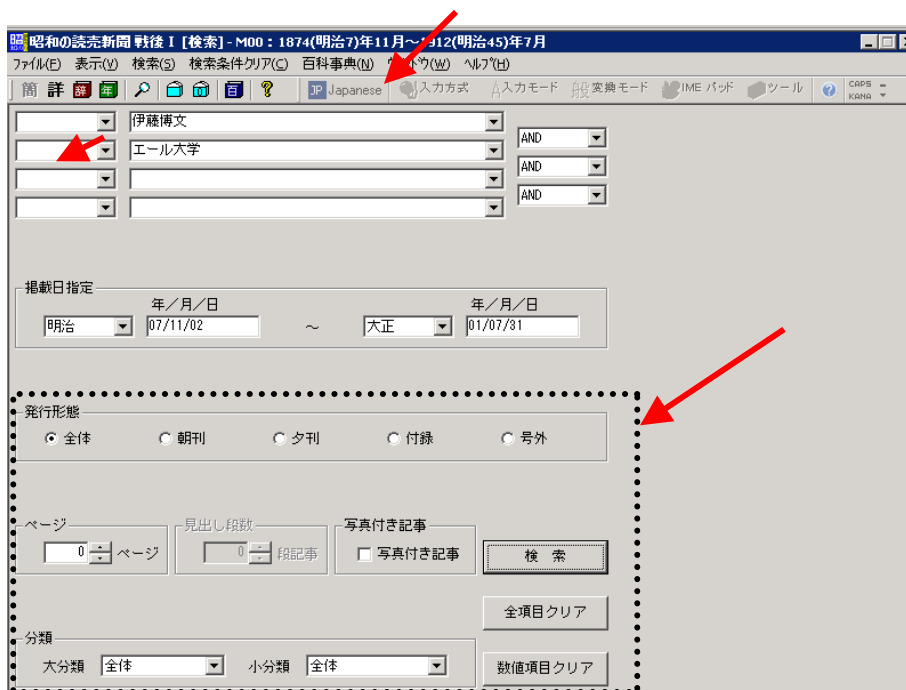 昭和の読売新聞 戦後Ⅰ [検索] - M00：1874(明治7)年11月～1912(明治45)年7月
ファイル(F) 表示(V) 検索(S) 検索条件クリア(C) 百科事典(N) (W) ヘルプ(H)
簡 詳 辞 年 百 ? JP Japanese 入力方式 A入力モード 般変換モード IME パッド ツール ? CAPS KANA
伊藤博文
AND
エール大学
AND
AND
掲載日指定
年／月／日 年／月／日
明治 07/11/02 ～ 大正 01/07/31
発行形態
全体 朝刊 夕刊 付録 号外
ページ 見出し段数 写真付き記事
0 ページ 0 段記事 写真付き記事 検 索
全項目クリア
分類
大分類 全体 小分類 全体 数値項目クリア